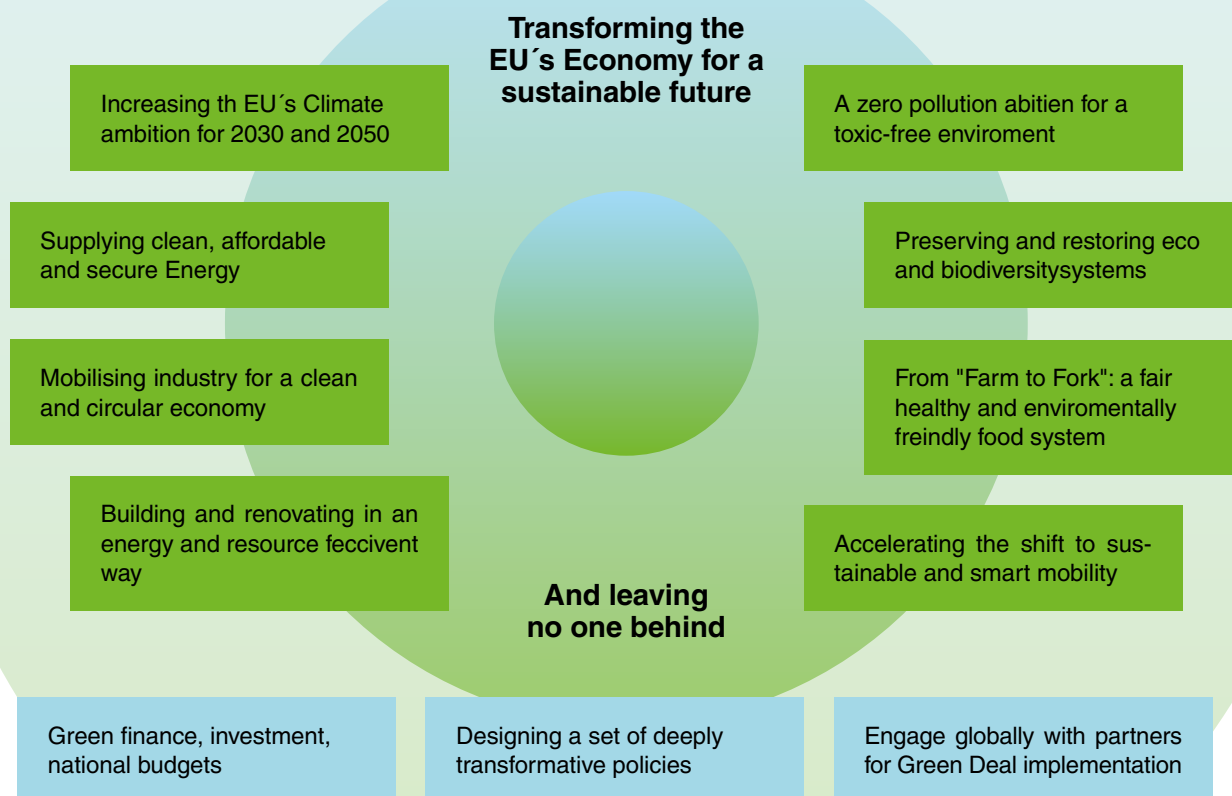 Transforming the
EU´s Economy for a
sustainable future
Increasing th EU´s Climate
ambition for 2030 and 2050
Supplying clean, affordable
and secure Energy
Mobilising industry for a clean
and circular economy
Building and renovating in an
energy and resource feccivent
way
A zero pollution abitien for a
toxic-free enviroment
Preserving and restoring eco
and biodiversitysystems
From "Farm to Fork": a fair
healthy and enviromentally
freindly food system
Accelerating the shift to sus-
tainable and smart mobility
And leaving
no one behind
Green finance, investment,
national budgets
Designing a set of deeply
transformative policies
Engage globally with partners
for Green Deal implementation